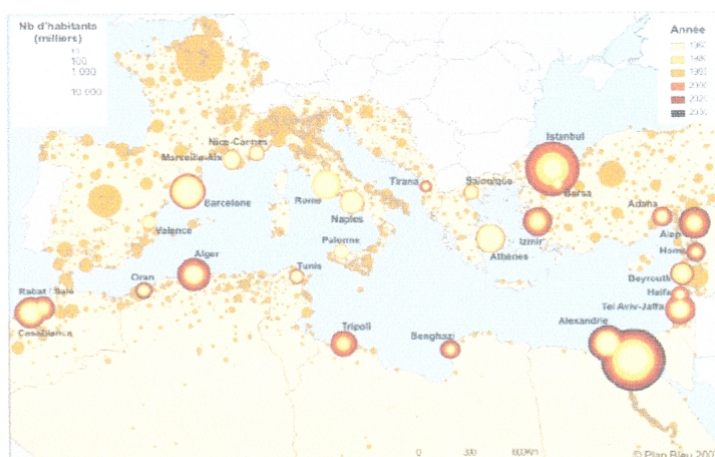 Nb d'habitants
(milliers)
100
1 000
10 000
Année
Istanbul
Nice-Cannes
Marseille-Aix
Tirana
Salonique
Bursa
Barcelone
Rome
Naples
Adana
Alep
Valence
Izmir
Homs
Palerme
Athènes
Alger
Tunis
Beyrouth
Oran
Haifa
Rabat / Salé
Tel Aviv-Jaffa
Casablanca
Tripoli
Benghazi
Alexandrie
0 300 600Km
© Plan Bleu